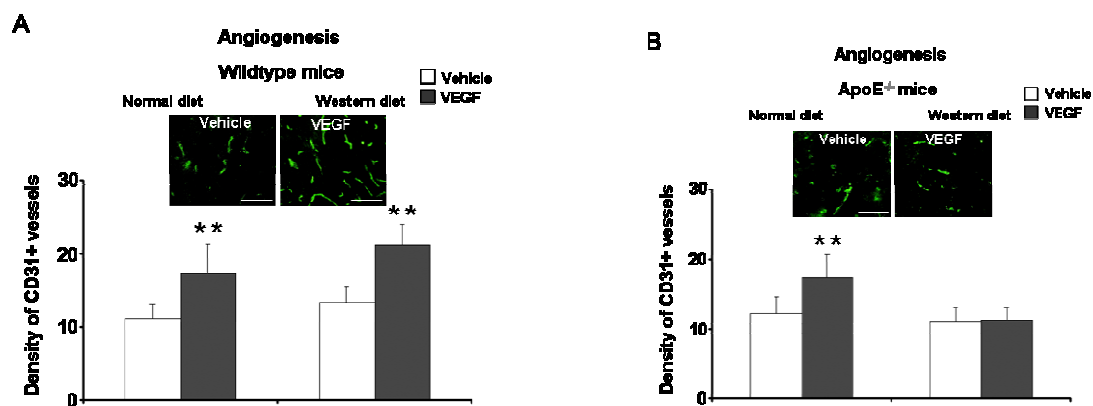 A
Angiogenesis
Wildtype mice
Vehicle
VEGF
Normal diet
Western diet
Vehicle
VEGF
Density of CD31+ vessels
30
20
10
0
**
**
B
Angiogenesis
ApoE-/- mice
Vehicle
VEGF
Normal diet
Western diet
Vehicle
VEGF
Density of CD31+ vessels
30
20
10
0
**